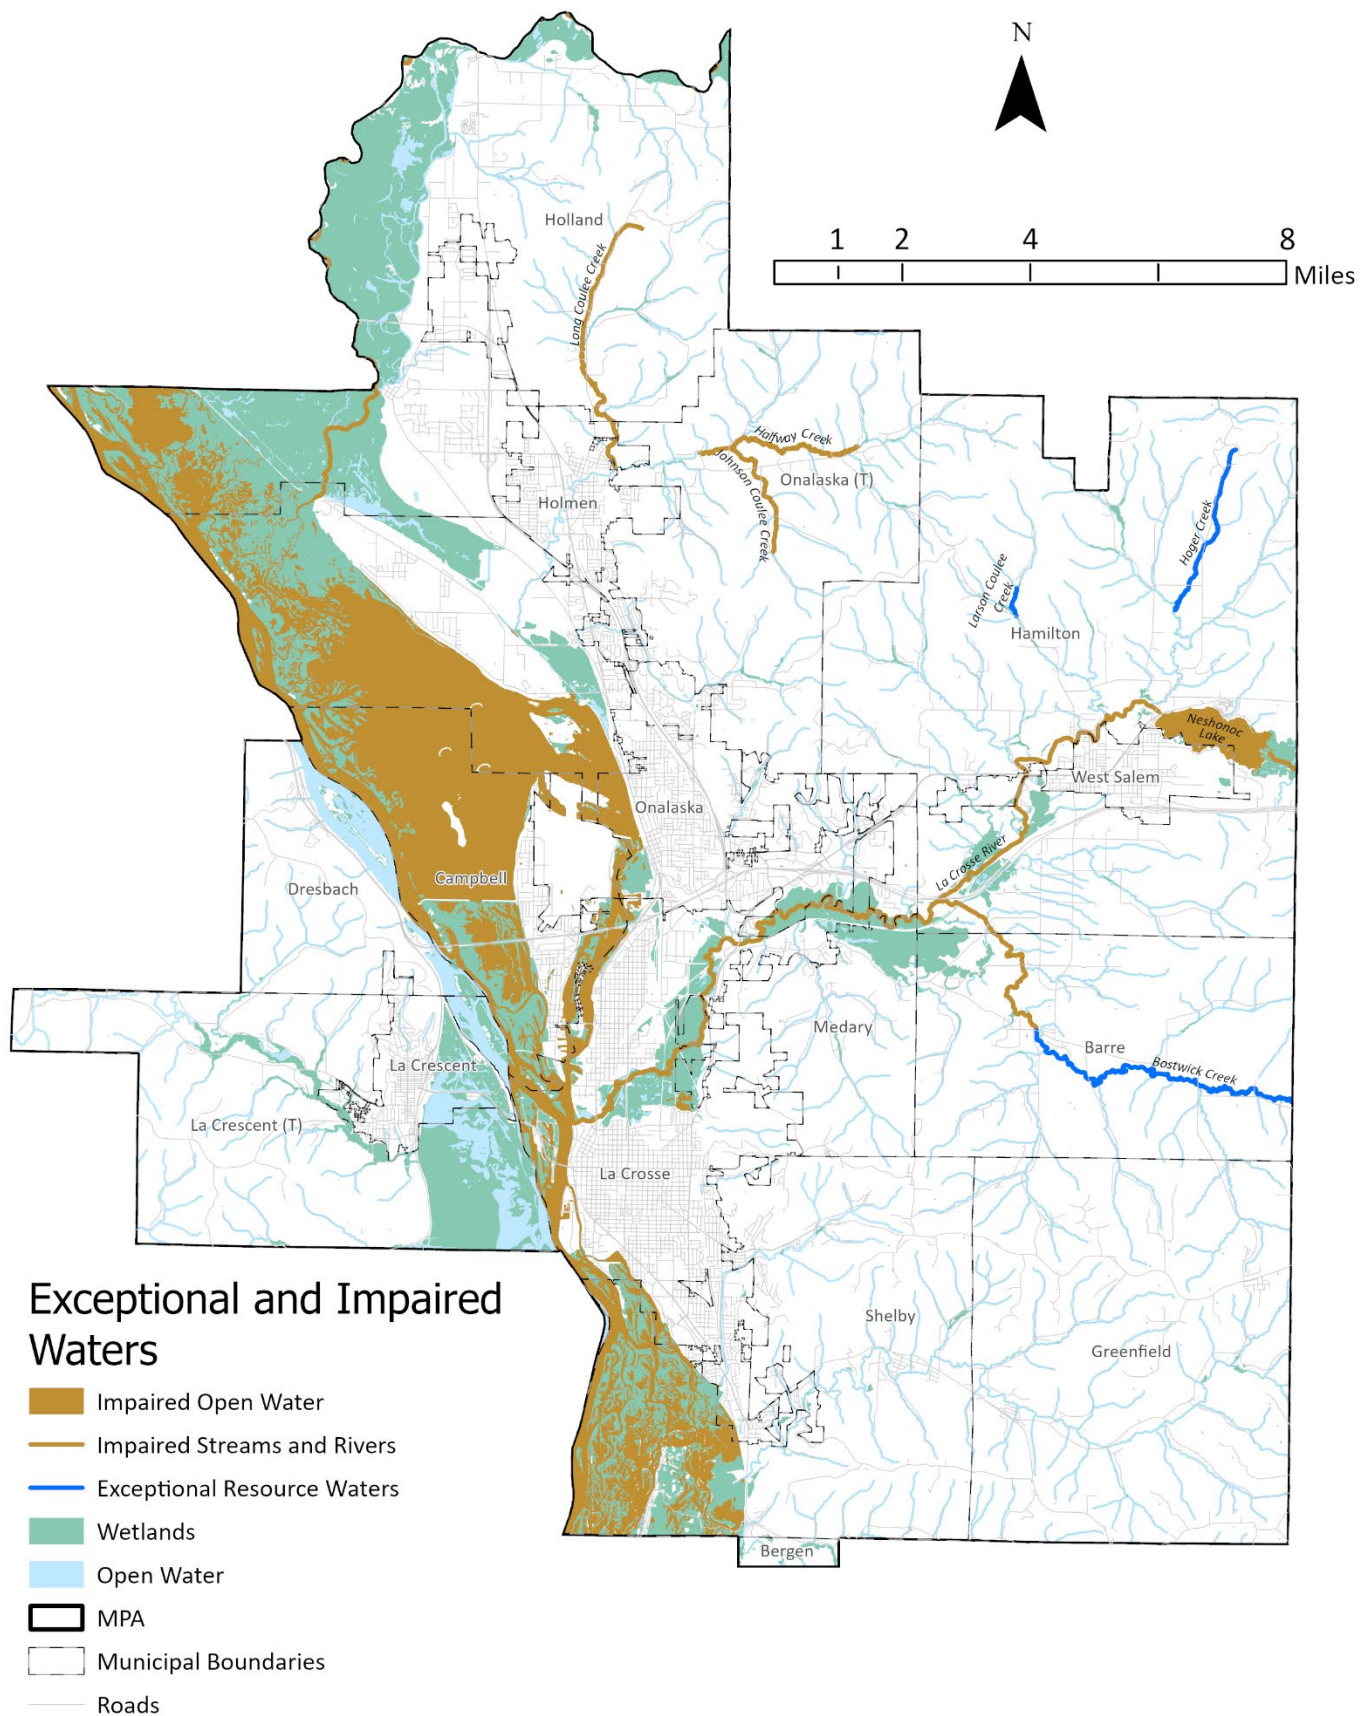 N
Holland
1 2 4 8
Miles
Long Coulee Creek
Halfway Creek
Johnson Coulee Creek
Onalaska (T)
Holmen
Hoger Creek
Larson Coulee
Creek
Hamilton
Neshonoc
Lake
West Salem
Onalaska
La Crosse River
Campbell
Dresbach
Medary
Barre
Bostwick Creek
La Crescent
La Crescent (T)
La Crosse
Shelby
Greenfield
Bergen
Exceptional and Impaired
Waters
Impaired Open Water
Impaired Streams and Rivers
Exceptional Resource Waters
Wetlands
Open Water
MPA
Municipal Boundaries
Roads